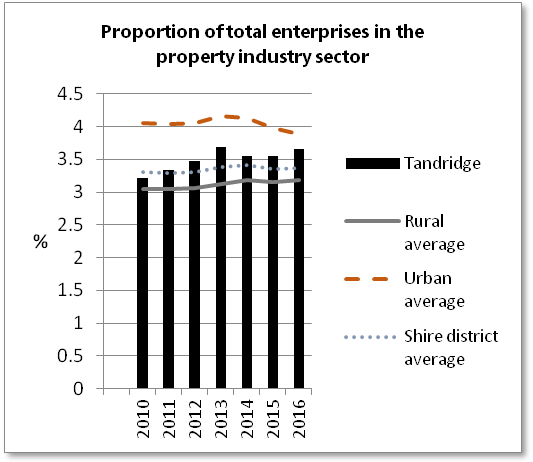 Proportion of total enterprises in the
property industry sector
4.5
4
3.5
3
2.5
2
1.5
1
0.5
0
%
2010
2011
2012
2013
2014
2015
2016
Tandridge
Rural
average
Urban
average
Shire district
average